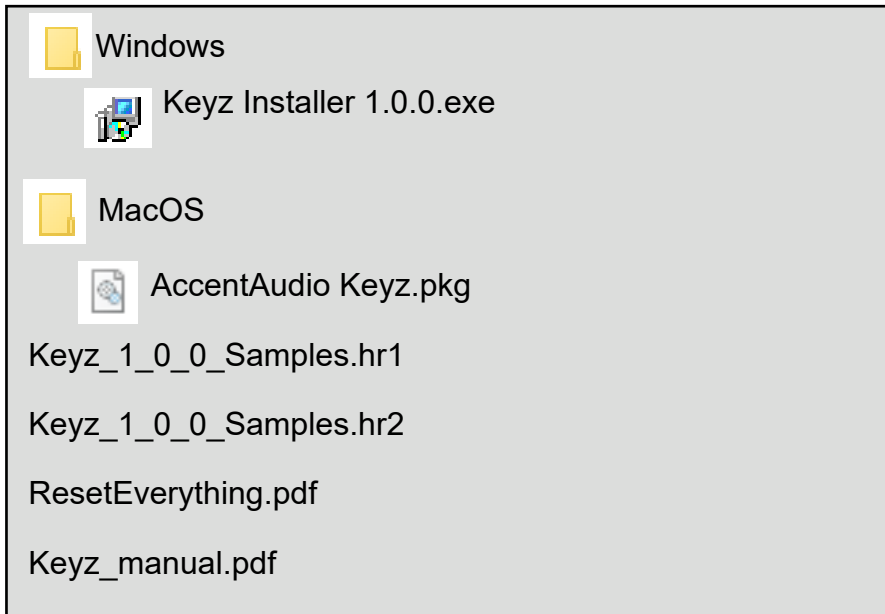 Windows
Keyz Installer 1.0.0.exe
MacOS
AccentAudio Keyz.pkg
Keyz_1_0_0_Samples.hr1
Keyz_1_0_0_Samples.hr2
ResetEverything.pdf
Keyz_manual.pdf